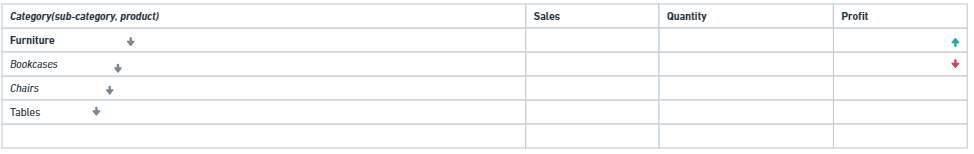 Category(sub-category, product) Sales Quantity Profit
Furniture
Bookcases
Chairs
Tables